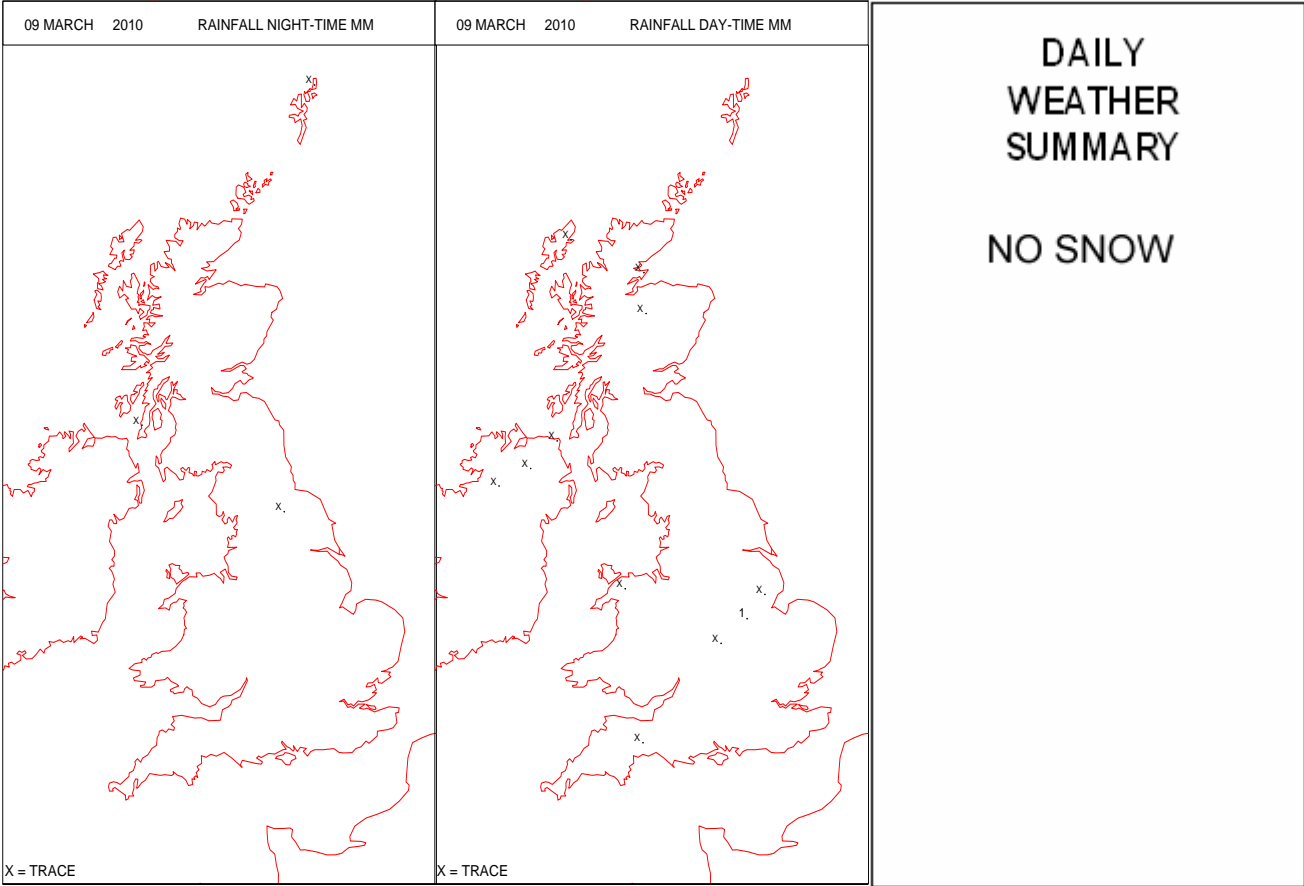 09 MARCH 2010 RAINFALL NIGHT-TIME MM
x
x
x
X = TRACE
09 MARCH 2010 RAINFALL DAY-TIME MM
x
x
x.
x
x.
x.
x.
x.
1.
x.
x.
X = TRACE
DAILY
WEATHER
SUMMARY
NO SNOW